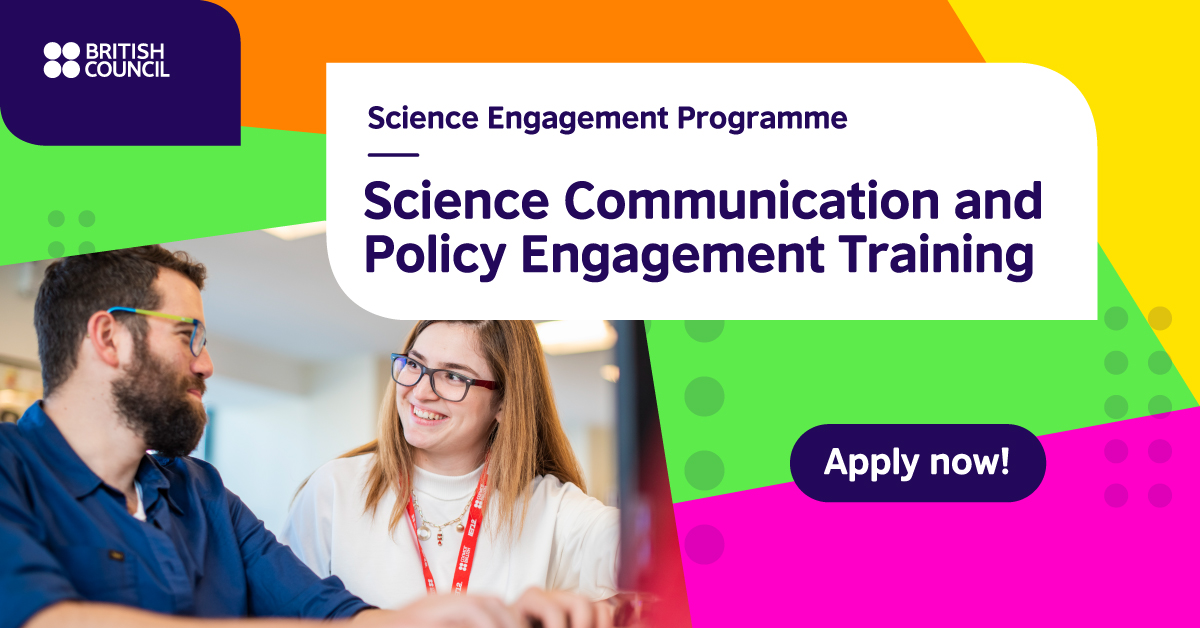 BRITISH
COUNCIL
Science Engagement Programme
Science Communication and
Policy Engagement Training
Apply now!